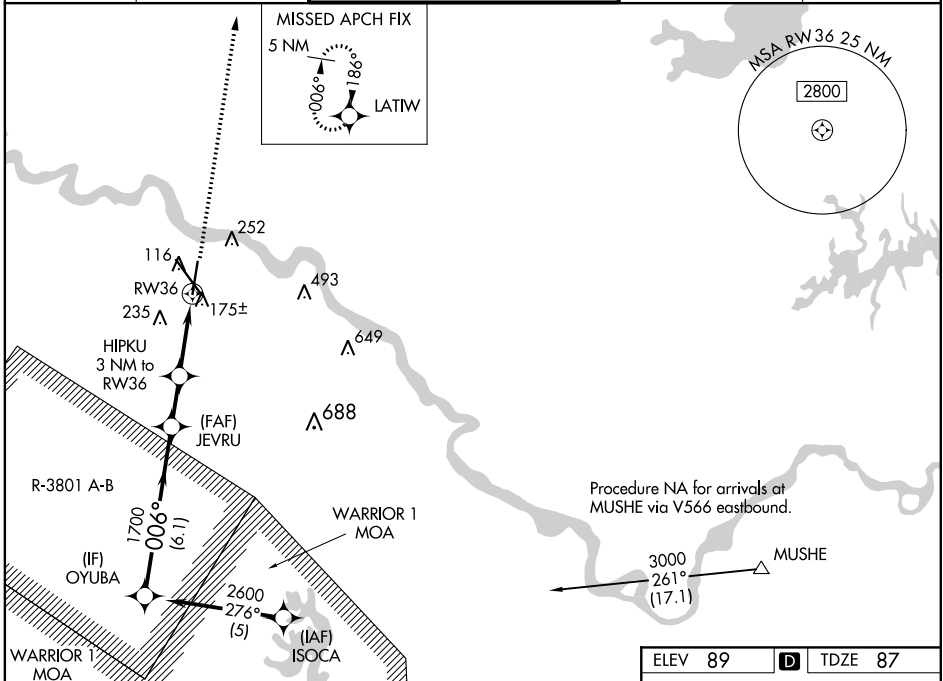 MISSED APCH FIX
5 NM
006°
186°
LATIW
MSA RW36 25 NM
2800
252
116
RW36
175±
493
235
649
HIPKU
3 NM to
RW36
688
(FAF)
JEVRU
R-3801 A-B
1700
006°
(6.1)
WARRIOR 1
MOA
Procedure NA for arrivals at
MUSHE via V566 eastbound.
(IF)
OYUBA
MUSHE
3000
261°
(17.1)
2600
276°
(5)
(IAF)
ISOCA
WARRIOR 1
MOA
ELEV 89 D TDZE 87